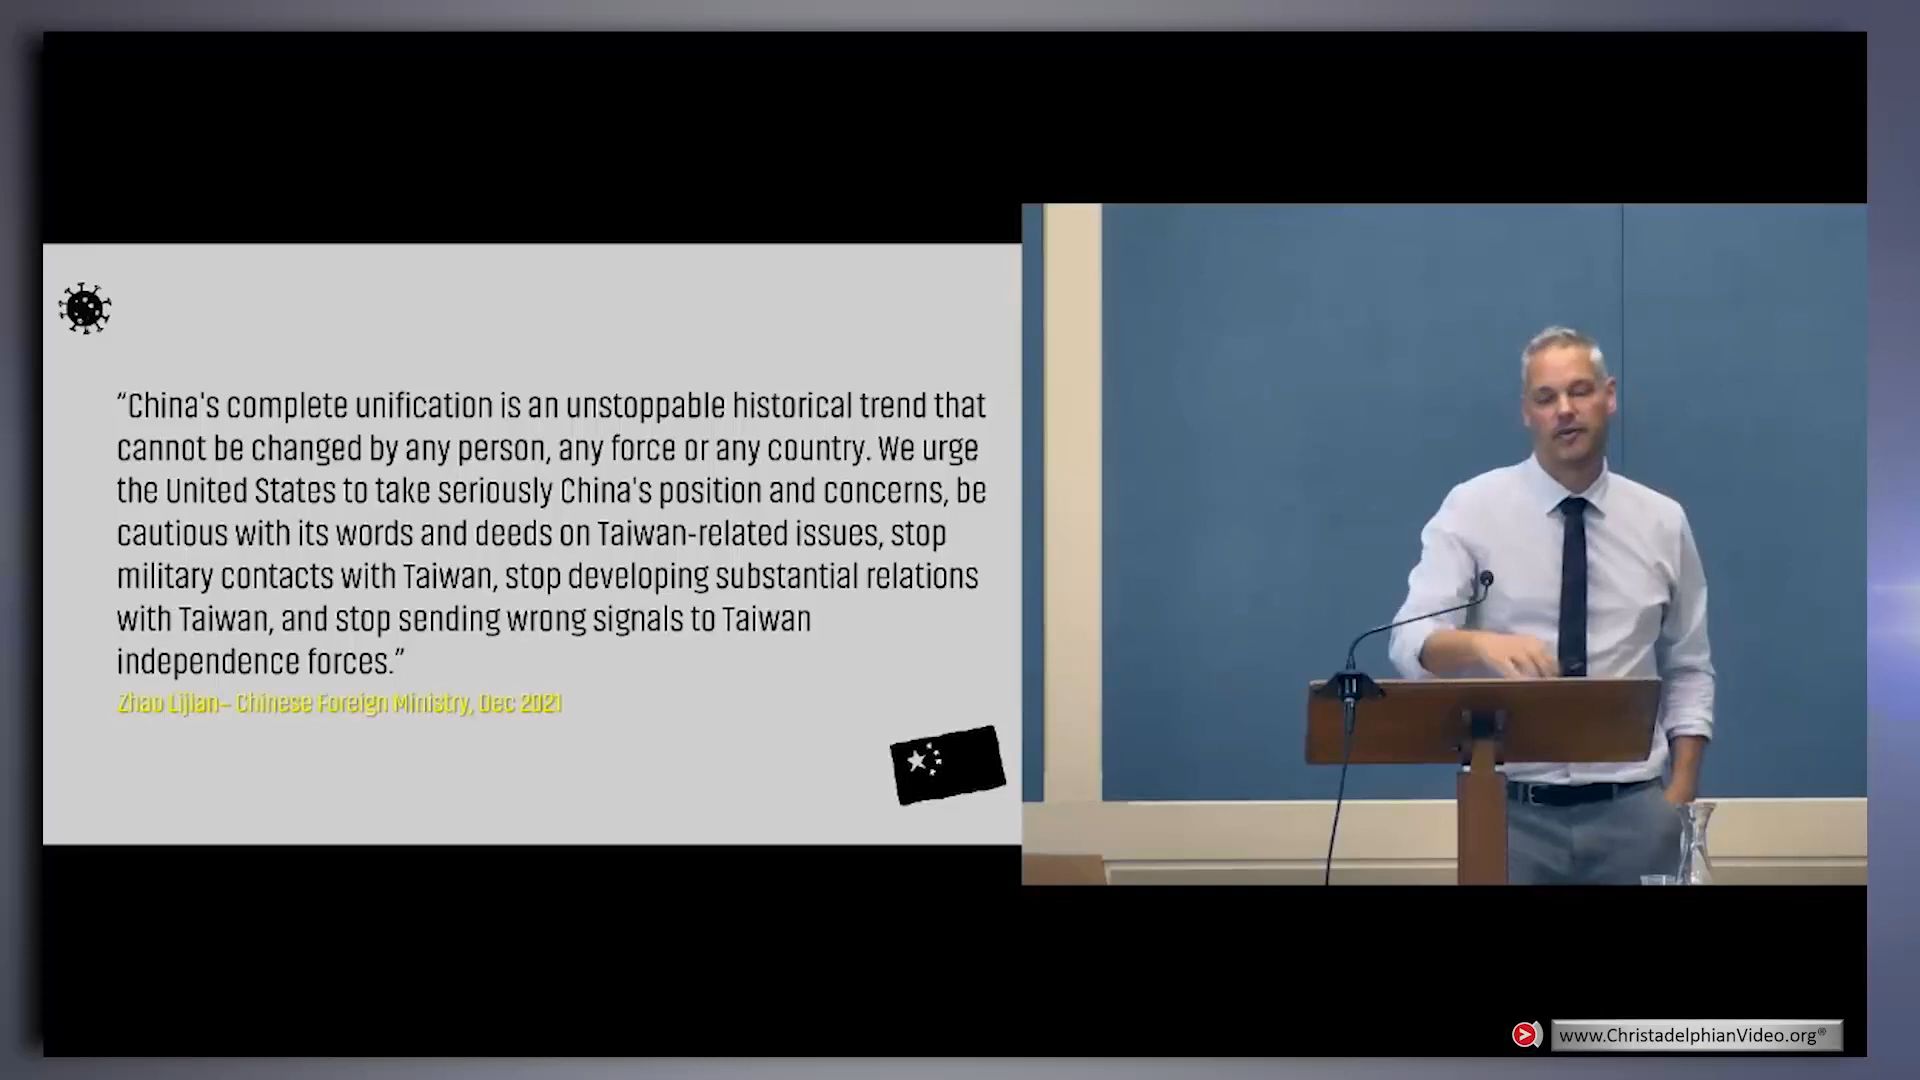 “China's complete unification is an unstoppable historical trend that
cannot be changed by any person, any force or any country. We urge
the United States to take seriously China's position and concerns, be
cautious with its words and deeds on Taiwan-related issues, stop
military contacts with Taiwan, stop developing substantial relations
with Taiwan, and stop sending wrong signals to Taiwan
independence forces.”
Zhao Lijian– Chinese Foreign Ministry, Dec 2021
www.ChristadelphianVideo.org®